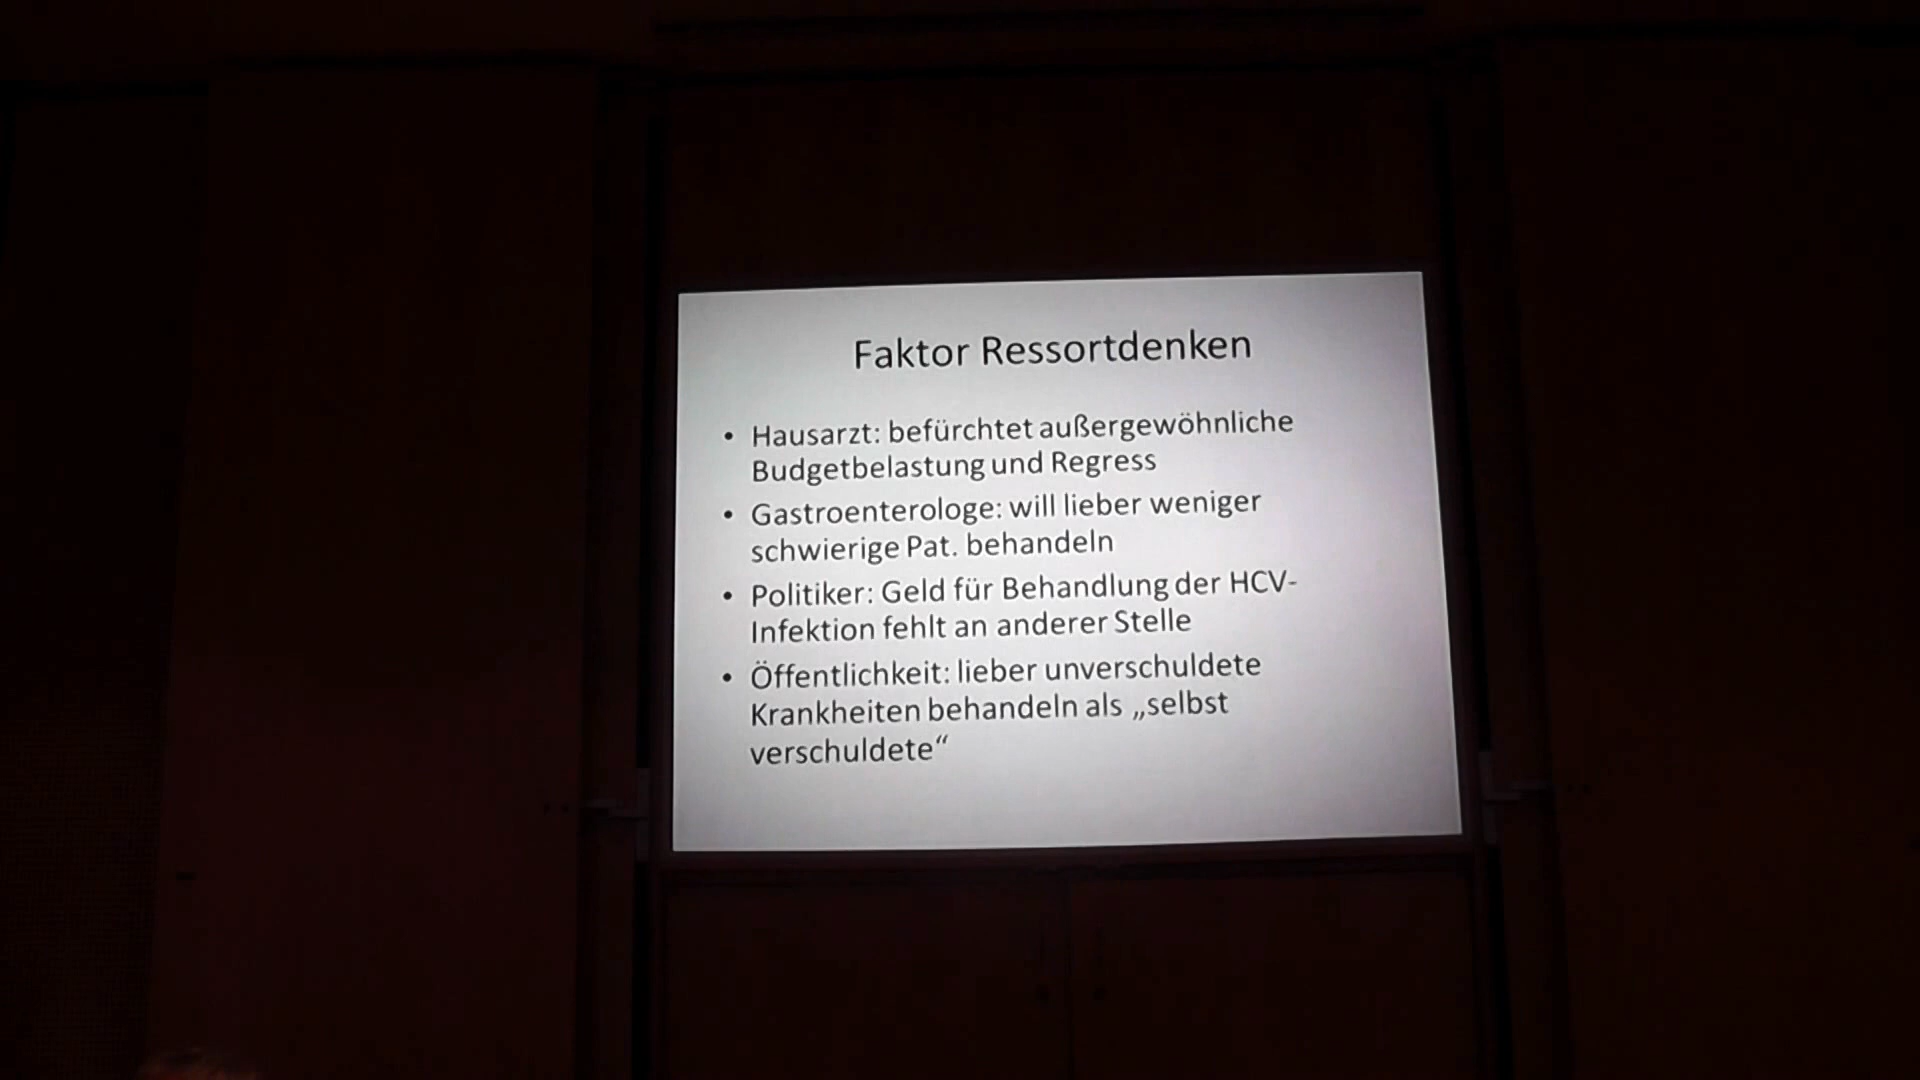 Faktor Ressortdenken
• Hausarzt: befürchtet außergewöhnliche
Budgetbelastung und Regress
• Gastroenterologe: will lieber weniger
schwierige Pat. behandeln
• Politiker: Geld für Behandlung der HCV-
Infektion fehlt an anderer Stelle
• Öffentlichkeit: lieber unverschuldete
Krankheiten behandeln als „selbst
verschuldete“